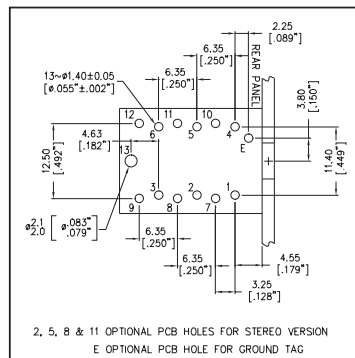 2.25
[.089"]
6.35
[.250"]
REAR PANEL
13~ø1.40±0.05
[ø.055"±.002"]
6.35
[.250"]
3.80
[.150"]
12 11 10 4
6 5 E
4.63
[.182"]
13
12.50
[.492"]
11.40
[.449"]
3 2 1
9 8 7
ø2.1 2.0 [ø.083" .079"]
6.35
[.250"]
6.35
[.250"]
4.55
[.179"]
3.25
[.128"]
2, 5, 8 & 11 OPTIONAL PCB HOLES FOR STEREO VERSION
E OPTIONAL PCB HOLE FOR GROUND TAG